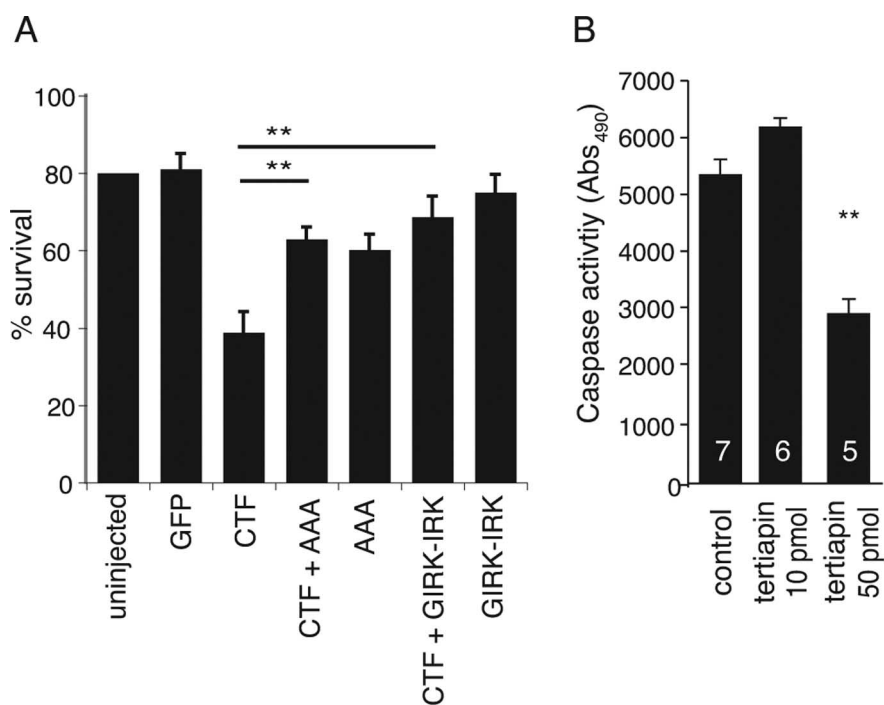 A
% survival
100
80
60
40
20
0
**
**
uninjected
GFP
CTF
CTF + AAA
AAA
CTF + GIRK-IRK
GIRK-IRK
B
Caspase activtiy (Abs490)
7000
6000
5000
4000
3000
2000
1000
0
**
7
6
5
control
tertiapin
10 pmol
tertiapin
50 pmol